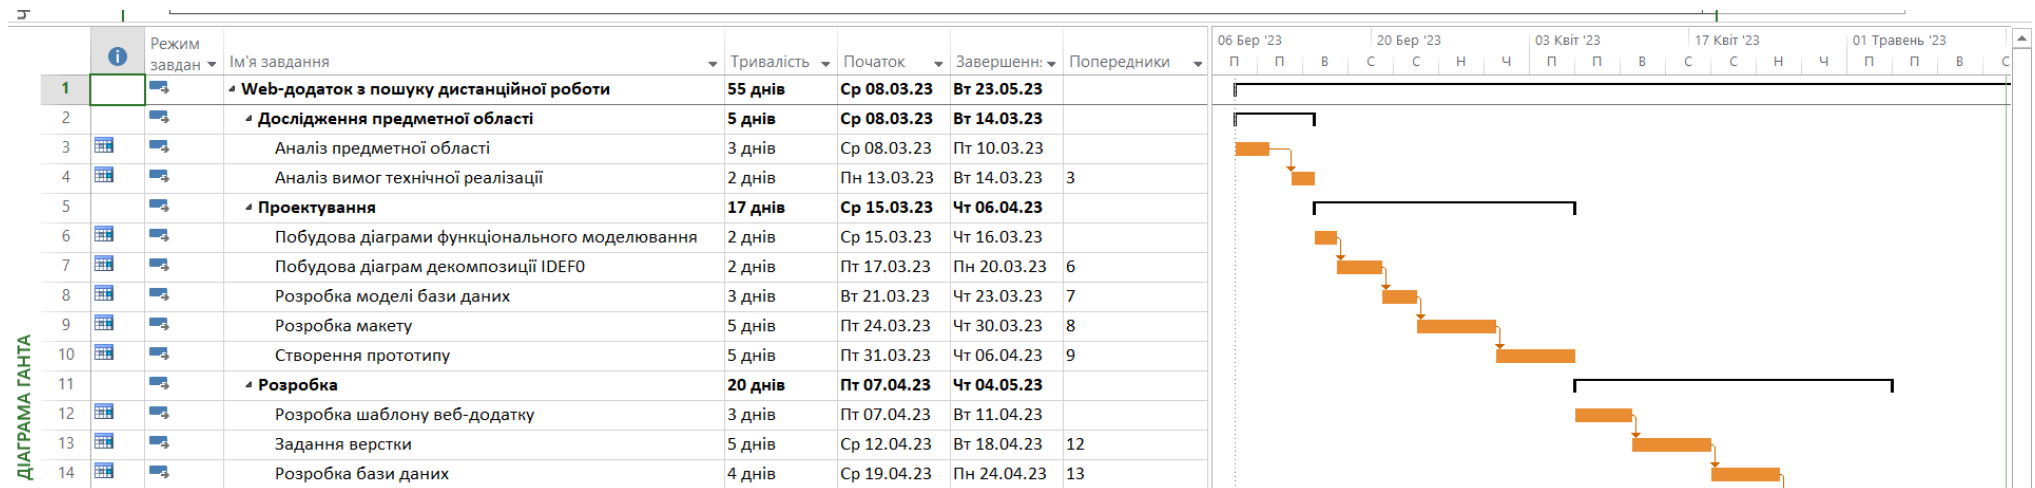 Ч
ДІАГРАМА ГАНТА
Режим завдан Ім'я завдання Тривалість Початок Завершення: Попередники
06 Бер '23 20 Бер '23 03 Квіт '23 17 Квіт '23 01 Травень '23
П П В С С Н Ч П П В С С Н Ч П П В С
1 Web-додаток з пошуку дистанційної роботи 55 днів Ср 08.03.23 Вт 23.05.23
2 Дослідження предметної області 5 днів Ср 08.03.23 Вт 14.03.23
3 Аналіз предметної області 3 днів Ср 08.03.23 Пт 10.03.23
4 Аналіз вимог технічної реалізації 2 днів Пн 13.03.23 Вт 14.03.23 3
5 Проектування 17 днів Ср 15.03.23 Чт 06.04.23
6 Побудова діаграми функціонального моделювання 2 днів Ср 15.03.23 Чт 16.03.23
7 Побудова діаграм декомпозиції IDEF0 2 днів Пт 17.03.23 Пн 20.03.23 6
8 Розробка моделі бази даних 3 днів Вт 21.03.23 Чт 23.03.23 7
9 Розробка макету 5 днів Пт 24.03.23 Чт 30.03.23 8
10 Створення прототипу 5 днів Пт 31.03.23 Чт 06.04.23 9
11 Розробка 20 днів Пт 07.04.23 Чт 04.05.23
12 Розробка шаблону веб-додатку 3 днів Пт 07.04.23 Вт 11.04.23
13 Задання верстки 5 днів Ср 12.04.23 Вт 18.04.23 12
14 Розробка бази даних 4 днів Ср 19.04.23 Пн 24.04.23 13